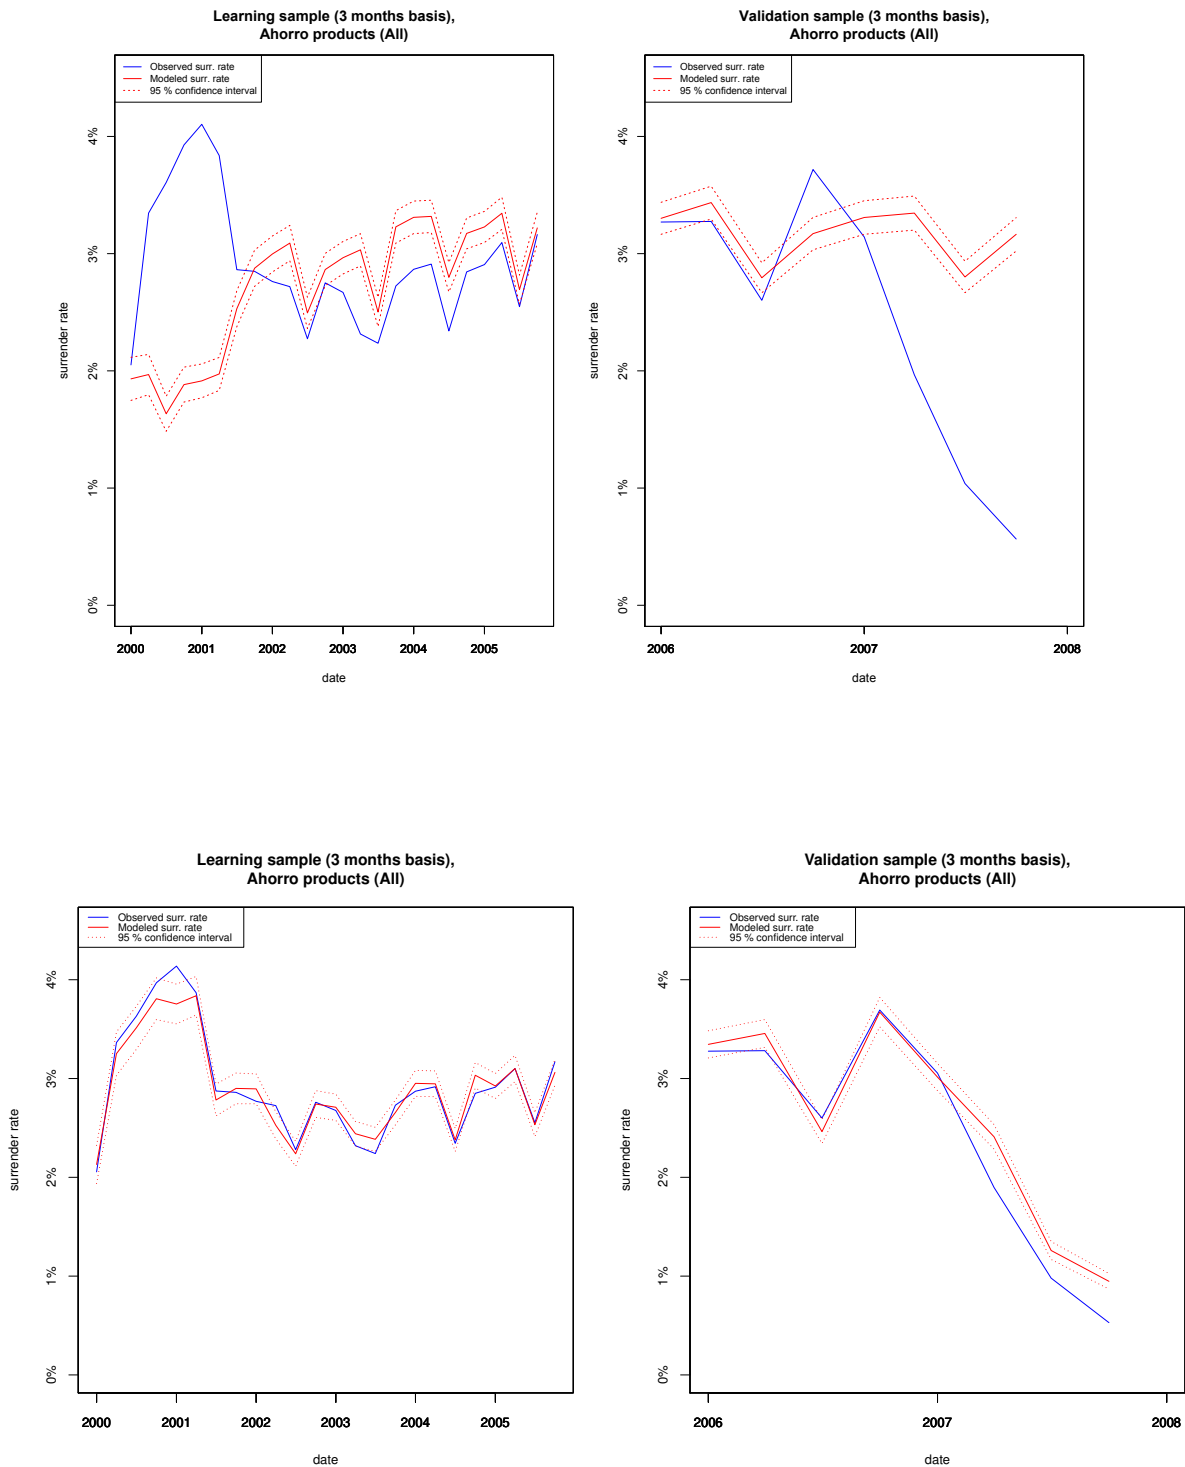 Learning sample (3 months basis),
Ahorro products (All)
Observed surr. rate
Modeled surr. rate
95 % confidence interval
4%
3%
2%
1%
0%
surrender rate
2000 2001 2002 2003 2004 2005
date
Validation sample (3 months basis),
Ahorro products (All)
Observed surr. rate
Modeled surr. rate
95 % confidence interval
4%
3%
2%
1%
0%
surrender rate
2006 2007 2008
date
Learning sample (3 months basis),
Ahorro products (All)
Observed surr. rate
Modeled surr. rate
95 % confidence interval
4%
3%
2%
1%
0%
surrender rate
2000 2001 2002 2003 2004 2005
date
Validation sample (3 months basis),
Ahorro products (All)
Observed surr. rate
Modeled surr. rate
95 % confidence interval
4%
3%
2%
1%
0%
surrender rate
2006 2007 2008
date